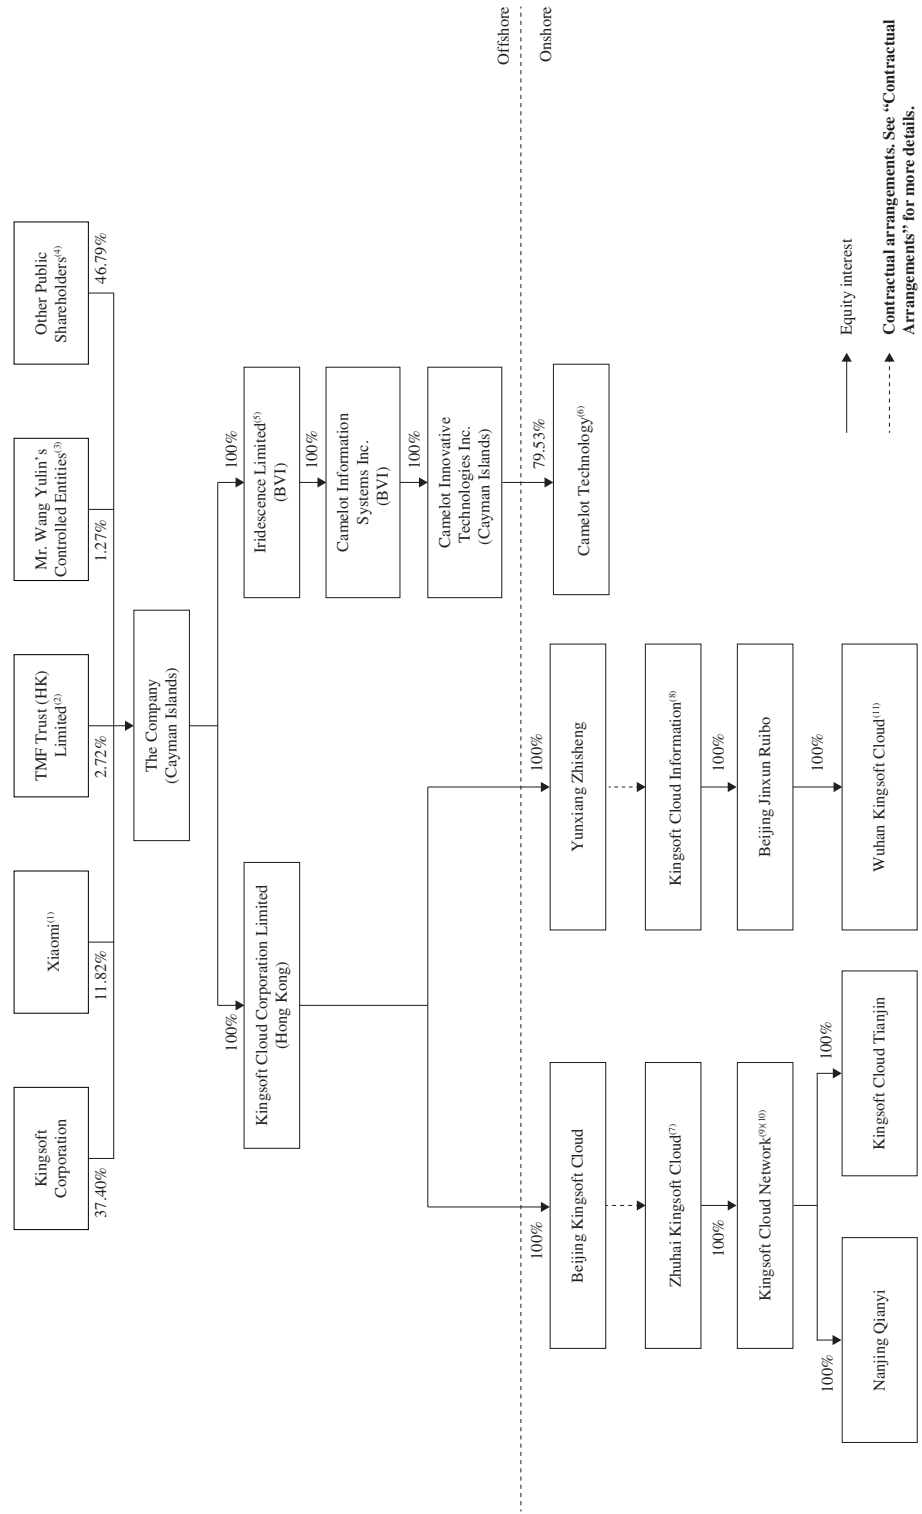 Kingsoft
Corporation
Xiaomi(1)
TMF Trust (HK)
Limited(2)
Mr. Wang Yulin’s
Controlled Entities(3)
Other Public
Shareholders(4)
37.40%
11.82%
2.72%
1.27%
46.79%
The Company
(Cayman Islands)
100%
100%
Kingsoft Cloud Corporation Limited
(Hong Kong)
Iridescence Limited(5)
(BVI)
100%
Camelot Information
Systems Inc.
(BVI)
100%
Camelot Innovative
Technologies Inc.
(Cayman Islands)
Offshore
Onshore
100%
100%
79.53%
Beijing Kingsoft Cloud
Yunxiang Zhisheng
Camelot Technology(6)
Zhuhai Kingsoft Cloud(7)
Kingsoft Cloud Information(8)
100%
100%
Kingsoft Cloud Network(9)(10)
Beijing Jinxun Ruibo
100%
100%
100%
Nanjing Qianyi
Kingsoft Cloud Tianjin
Wuhan Kingsoft Cloud(11)
Equity interest
Contractual arrangements. See “Contractual
Arrangements” for more details.